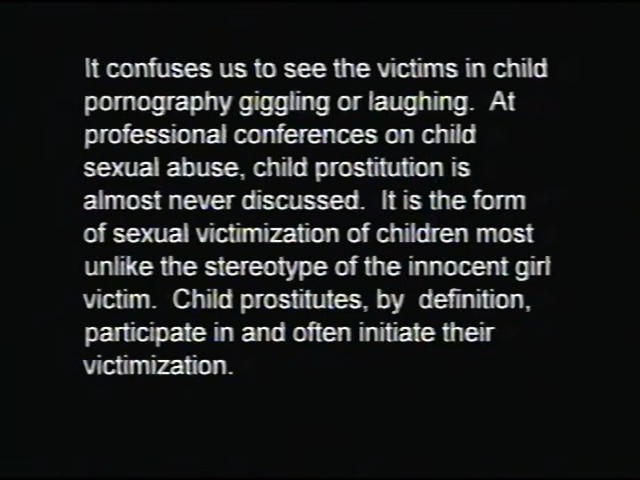 It confuses us to see the victims in child
pornography giggling or laughing.  At
professional conferences on child
sexual abuse, child prostitution is
almost never discussed.  It is the form
of sexual victimization of children most
unlike the stereotype of the innocent girl
victim.  Child prostitutes, by  definition,
participate in and often initiate their
victimization.